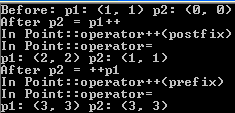 Before: p1: (1, 1) p2: (0, 0)
After p2 = p1++
In Point::operator++(postfix)
In Point::operator=
p1: (2, 2) p2: (1, 1)
After p2 = ++p1
In Point::operator++(prefix)
In Point::operator=
p1: (3, 3) p2: (3, 3)